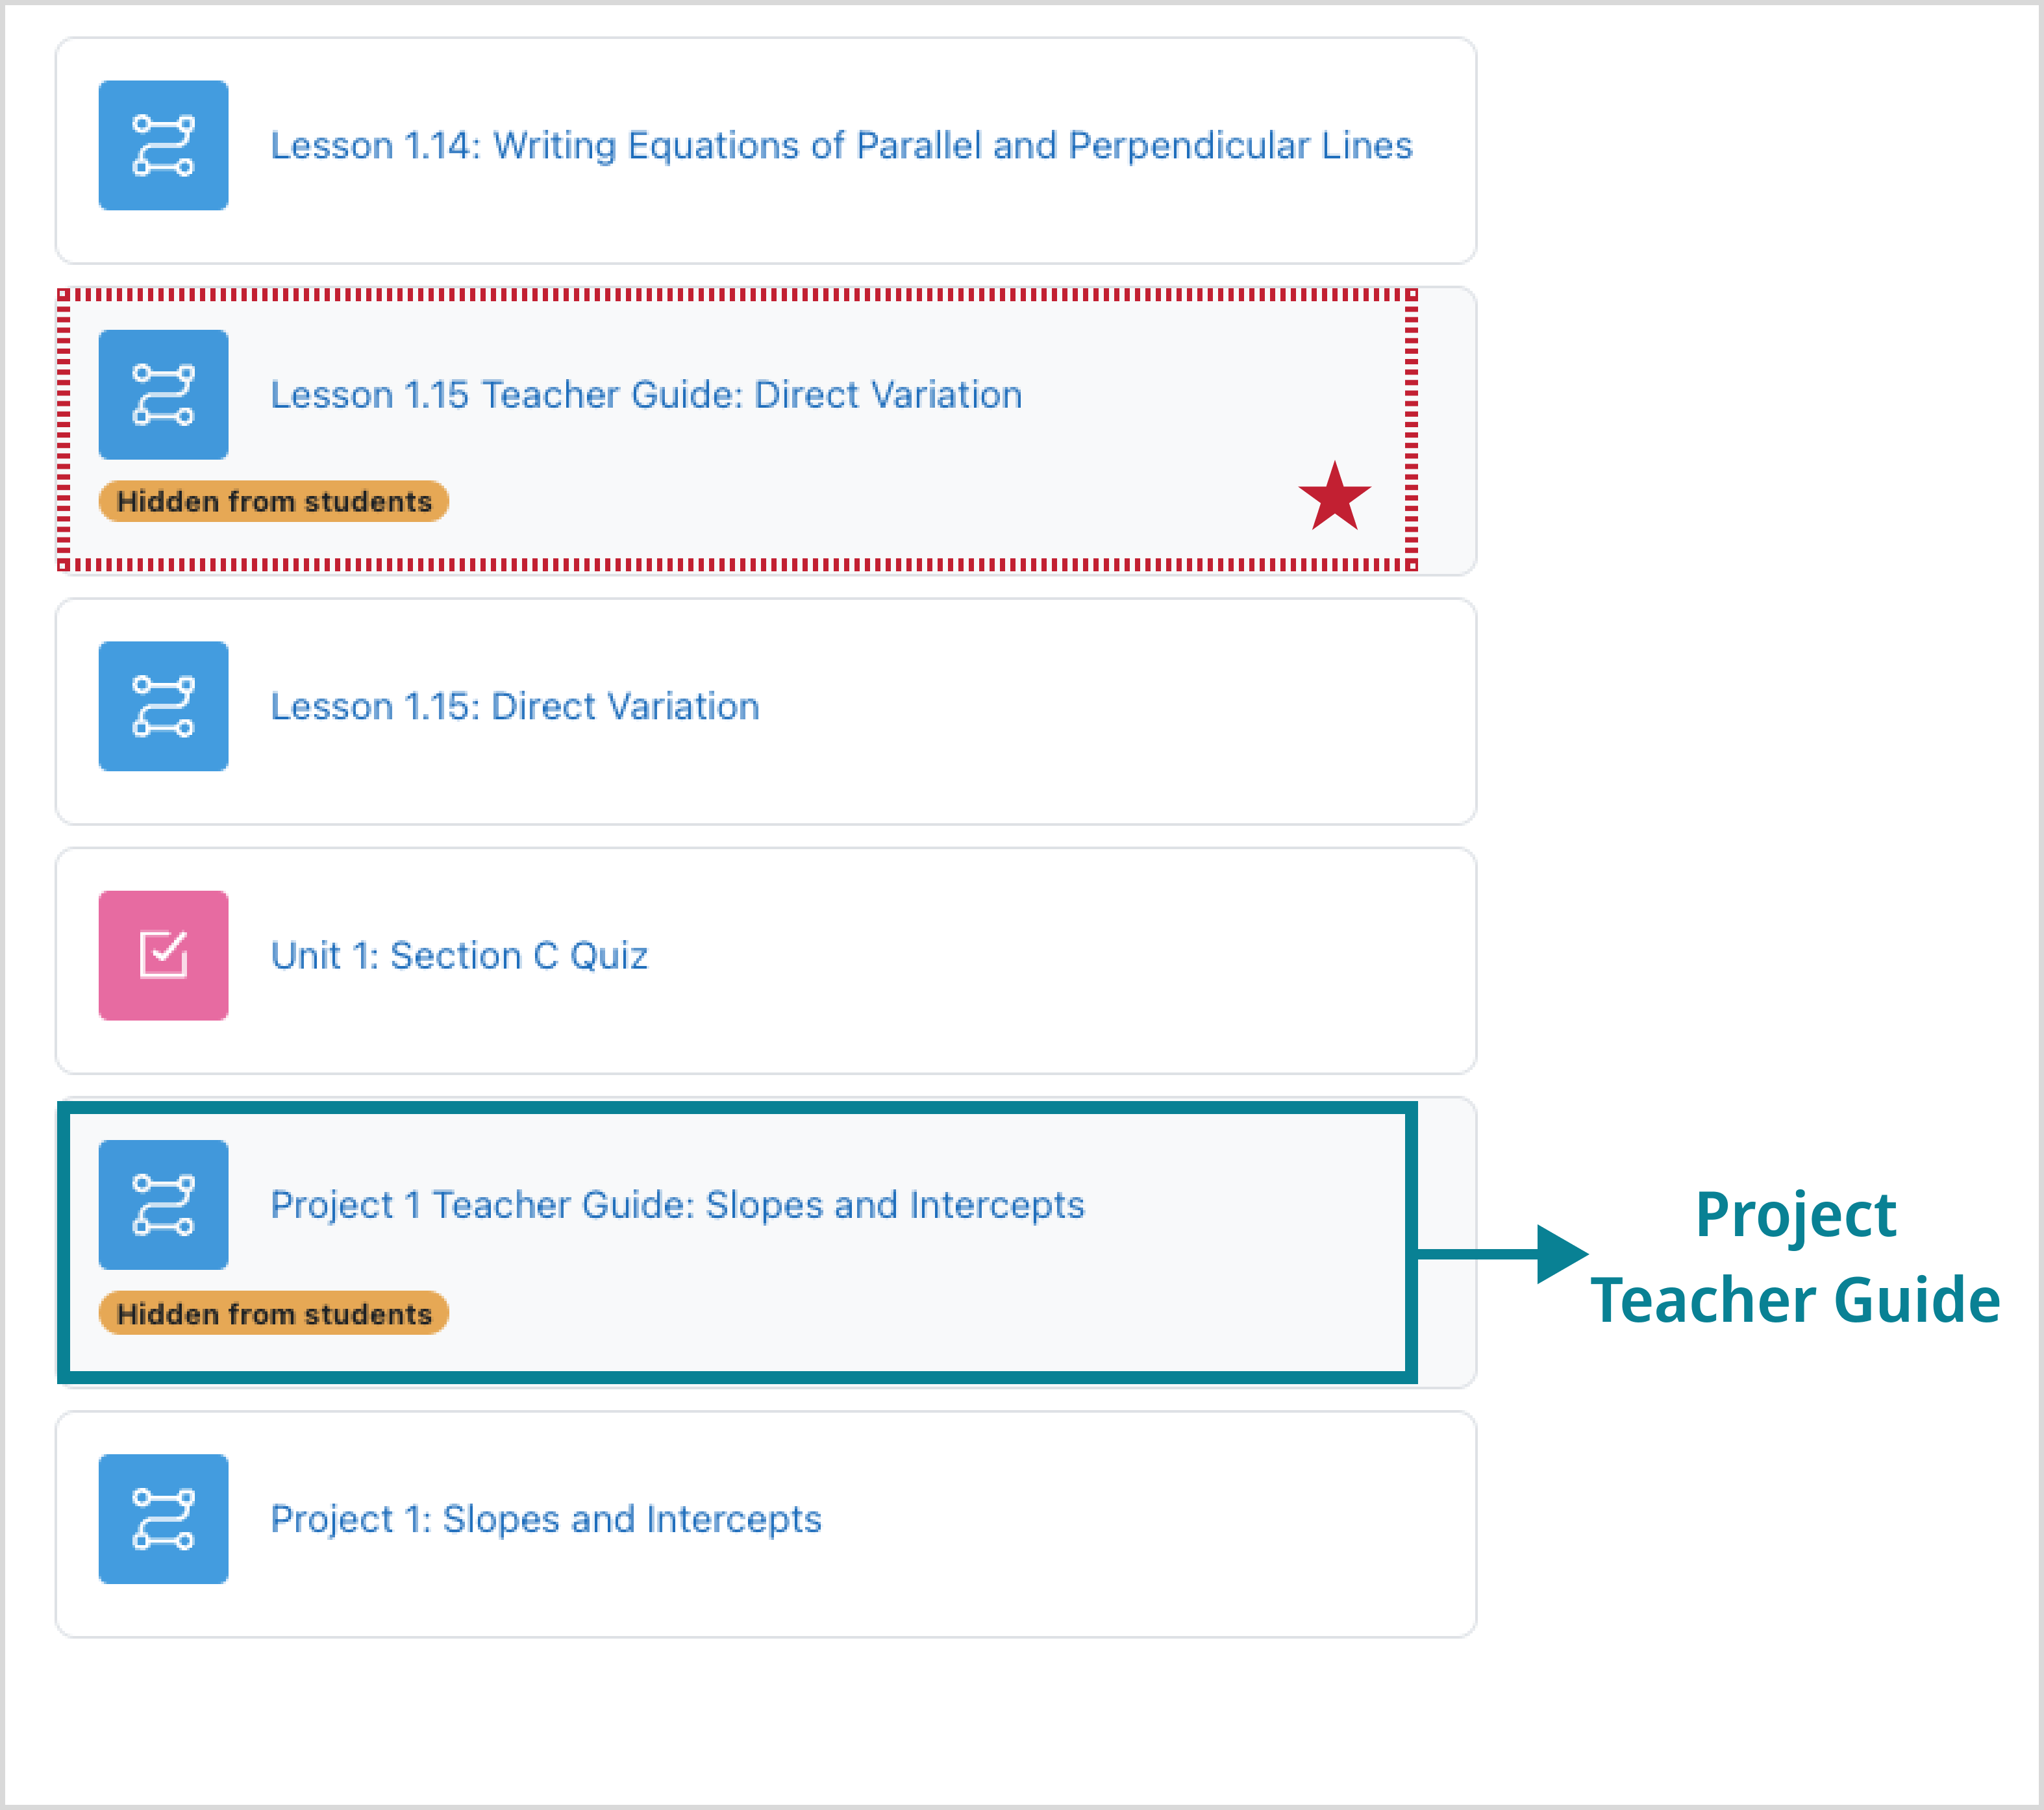 Lesson 1.14: Writing Equations of Parallel and Perpendicular Lines
Lesson 1.15 Teacher Guide: Direct Variation
Hidden from students
Lesson 1.15: Direct Variation
Unit 1: Section C Quiz
Project 1 Teacher Guide: Slopes and Intercepts
Hidden from students
Project
Teacher Guide
Project 1: Slopes and Intercepts